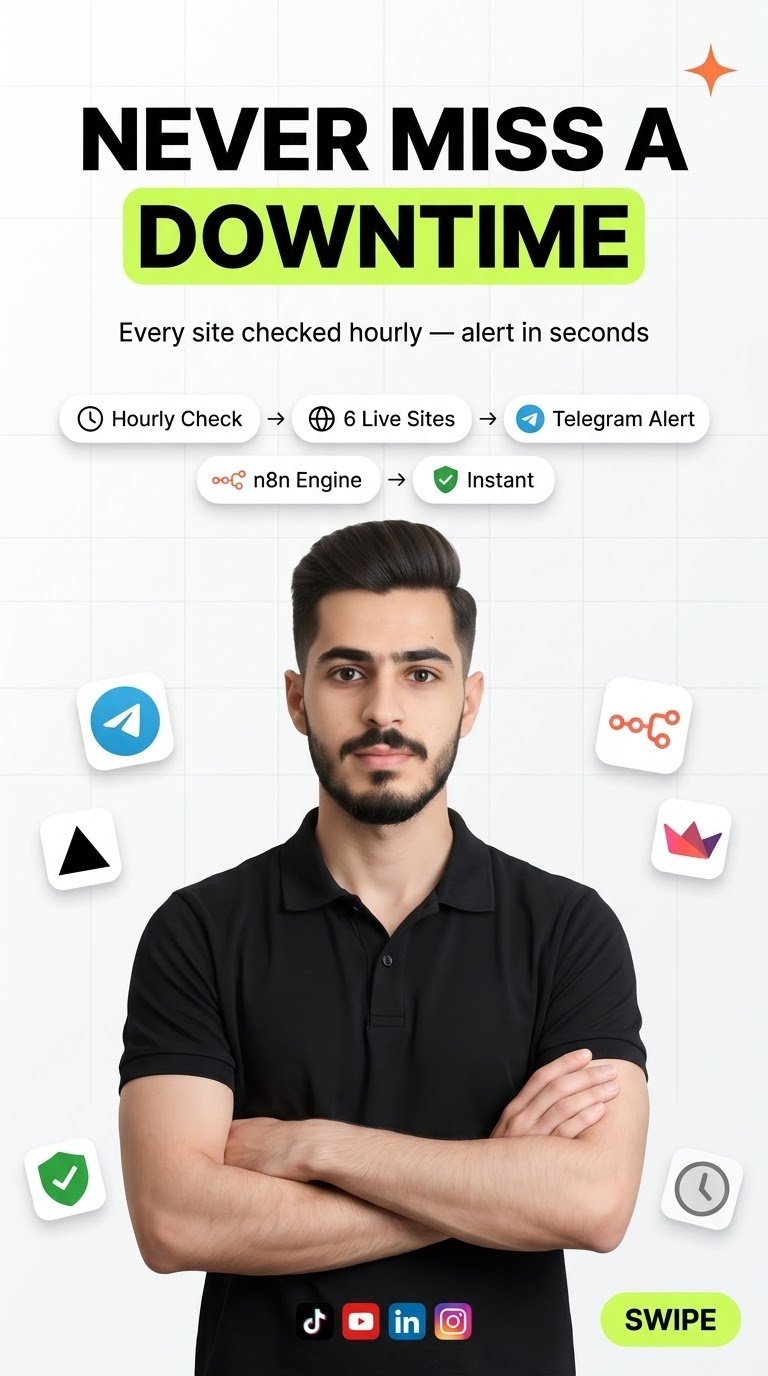 NEVER MISS A
DOWNTIME
Every site checked hourly — alert in seconds
Hourly Check → 6 Live Sites → Telegram Alert
n8n Engine → Instant
SWIPE